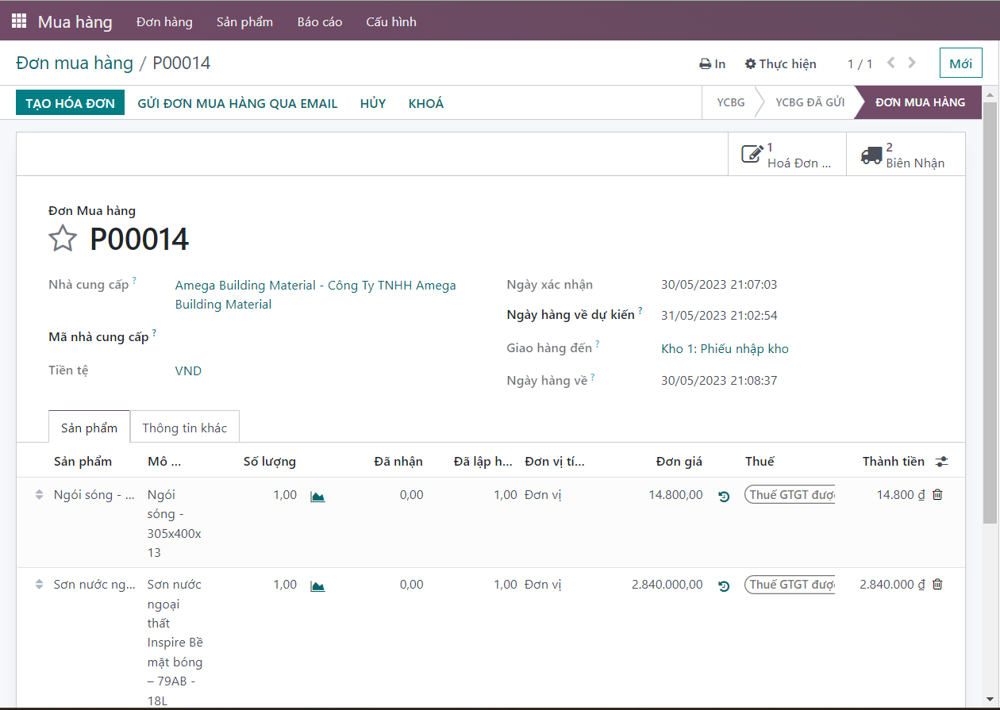 Mua hàng Đơn hàng Sản phẩm Báo cáo Cấu hình
Đơn mua hàng / P00014 In Thực hiện 1 / 1 Mới
TẠO HÓA ĐƠN GỬI ĐƠN MUA HÀNG QUA EMAIL HỦY KHOÁ YCBG YCBG ĐÃ GỬI ĐƠN MUA HÀNG
1
Hoá Đơn ...
2
Biên Nhận
Đơn Mua hàng
P00014
Nhà cung cấp ? Amega Building Material - Công Ty TNHH Amega
Building Material
Mã nhà cung cấp ?
Tiền tệ VND
Ngày xác nhận 30/05/2023 21:07:03
Ngày hàng về dự kiến ? 31/05/2023 21:02:54
Giao hàng đến ? Kho 1: Phiếu nhập kho
Ngày hàng về ? 30/05/2023 21:08:37
Sản phẩm Thông tin khác
Sản phẩm Mô ... Số lượng Đã nhận Đã lập h... Đơn vị tí... Đơn giá Thuế Thành tiền
Ngói sóng - ... Ngói 1,00 0,00 1,00 Đơn vị 14.800,00 Thuế GTGT đượ 14.800 ₫
sóng -
305x400x
13
Sơn nước ng... Sơn nước 1,00 0,00 1,00 Đơn vị 2.840.000,00 Thuế GTGT đượ 2.840.000 ₫
ngoại
thất
Inspire Bề
mặt bóng
– 79AB -
18L